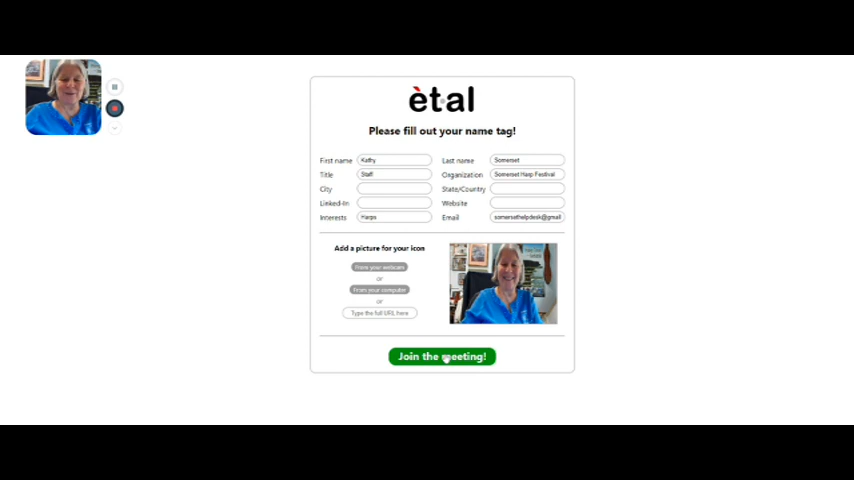 èt·al
Please fill out your name tag!
First name Kathy Last name Somerset
Title Staff Organization Somerset Harp Festival
City State/Country
Linked-In Website
Interests Harps Email somersethelpdesk@gmail
Add a picture for your icon
From your webcam
or
From your computer
or
Type the full URL here
Join the meeting!